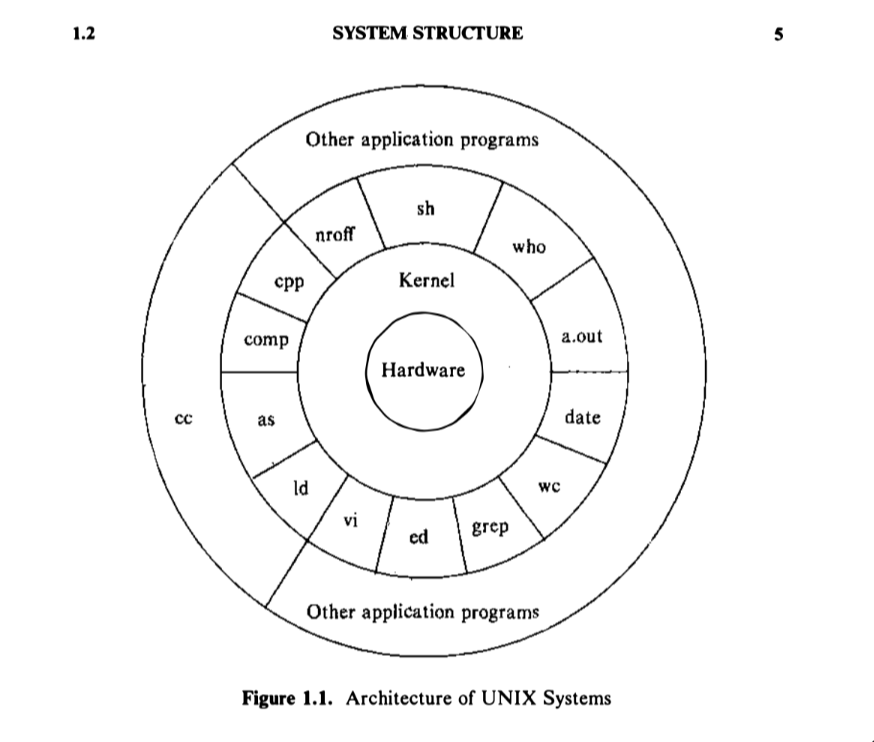 1.2 SYSTEM STRUCTURE 5
Other application programs
sh
nroff
who
cpp
Kernel
comp
a.out
Hardware
cc
as
date
ld
wc
vi
ed
grep
Other application programs
Figure 1.1. Architecture of UNIX Systems